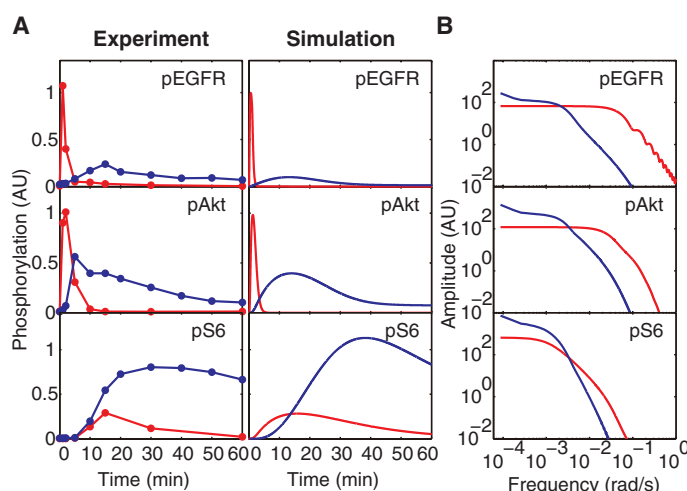 A
Experiment
Simulation
B
Phosphorylation (AU)
1
0.5
0
pEGFR
pEGFR
1
0.5
0
pAkt
pAkt
1
0.5
0
pS6
pS6
0 10 20 30 40 50 60
Time (min)
0 10 20 30 40 50 60
Time (min)
Amplitude (AU)
pEGFR
10^2
10^0
10^-2
pAkt
10^2
10^0
10^-2
pS6
10^2
10^0
10^-2
10^-4 10^-3 10^-2 10^-1 10^0
Frequency (rad/s)